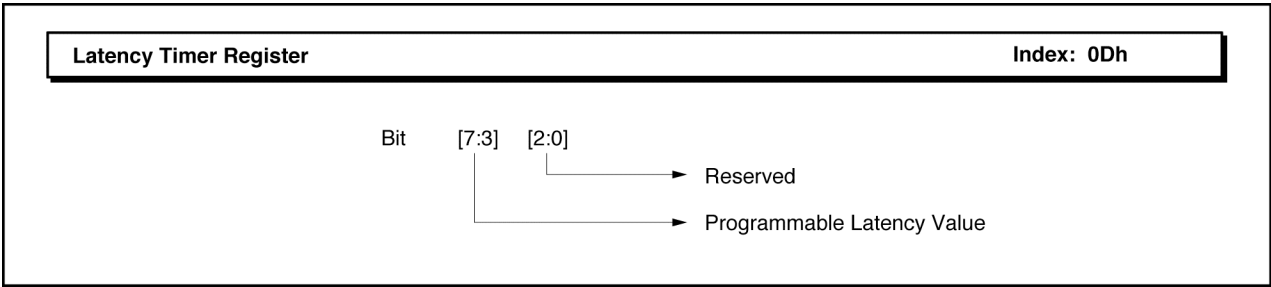 Latency Timer Register Index: 0Dh
Bit [7:3] [2:0]
Reserved
Programmable Latency Value